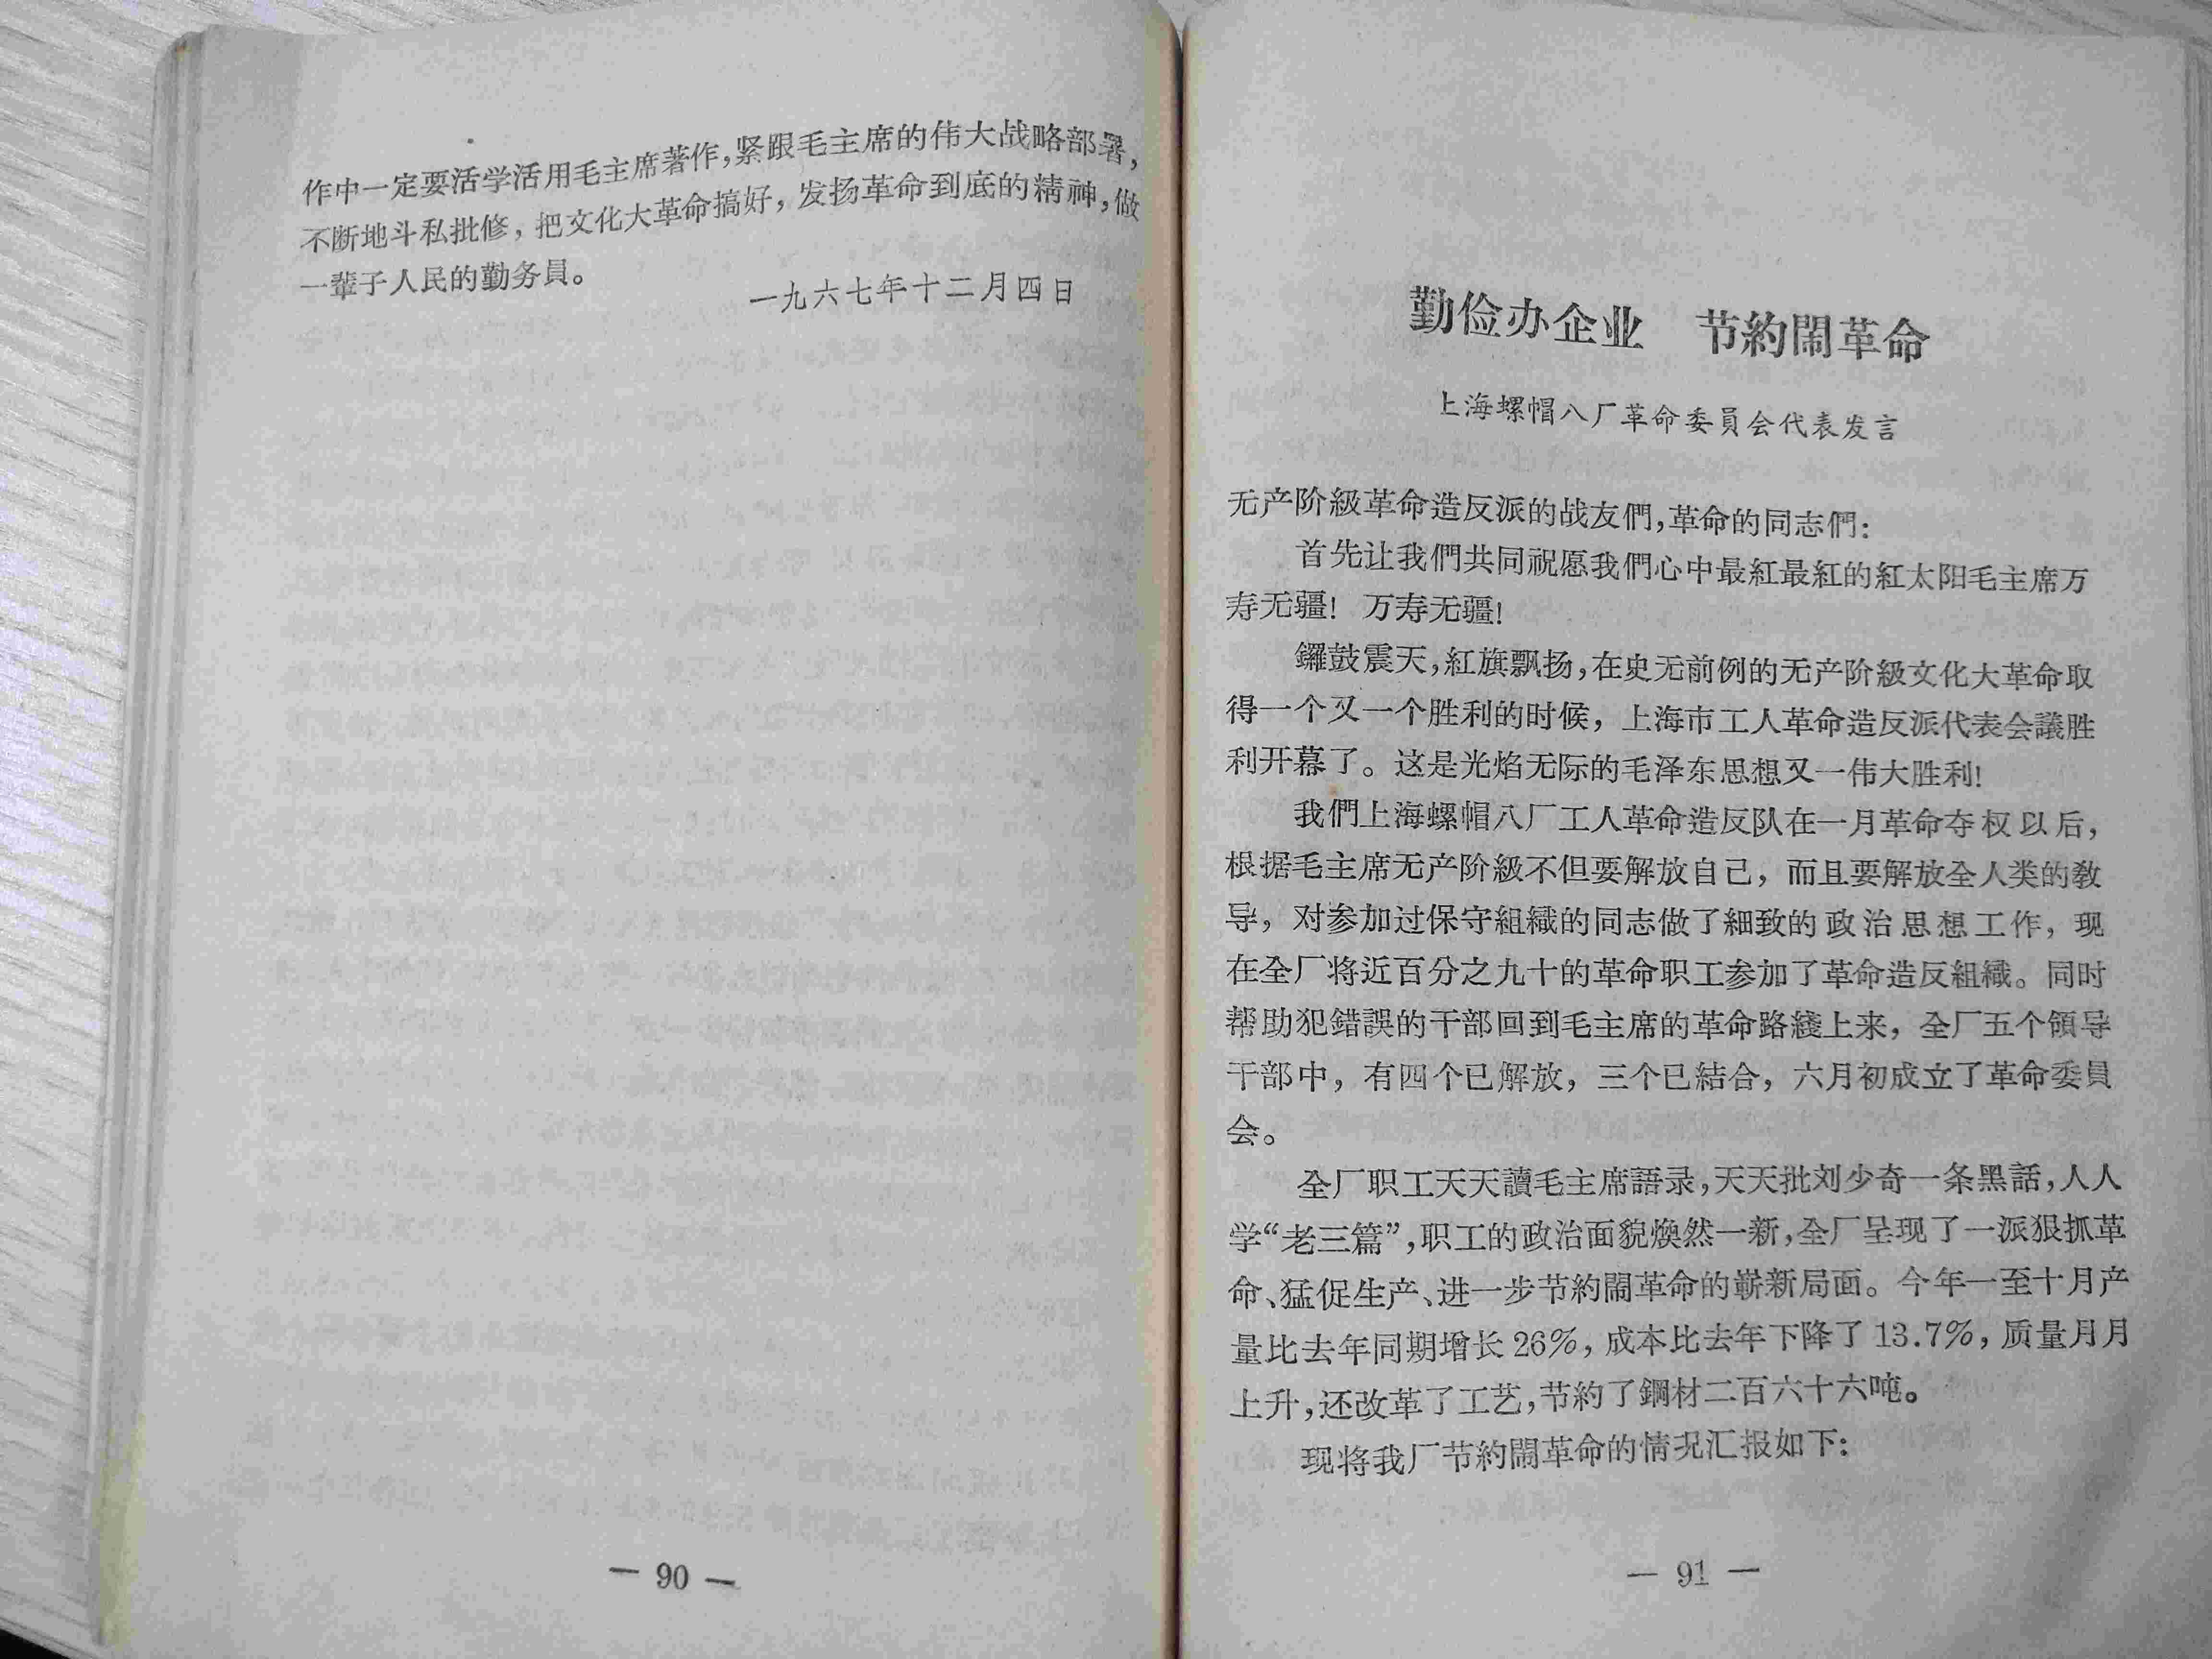 作中一定要活学活用毛主席著作，紧跟毛主席的伟大战略部署，
不断地斗私批修，把文化大革命搞好，发扬革命到底的精神，做
一辈子人民的勤务員。
一九六七年十二月四日
— 90 —
勤俭办企业　节約鬧革命
上海螺帽八厂革命委員会代表发言
无产阶級革命造反派的战友們，革命的同志們：
首先让我們共同祝愿我們心中最紅最紅的紅太阳毛主席万
寿无疆！ 万寿无疆！
鑼鼓震天，紅旗飘扬，在史无前例的无产阶級文化大革命取
得一个又一个胜利的时候，上海市工人革命造反派代表会議胜
利开幕了。这是光焰无际的毛泽东思想又一伟大胜利！
我們上海螺帽八厂工人革命造反队在一月革命夺权以后，
根据毛主席无产阶級不但要解放自己，而且要解放全人类的教
导，对参加过保守組織的同志做了細致的政治思想工作，现
在全厂将近百分之九十的革命职工参加了革命造反組織。同时
帮助犯錯誤的干部回到毛主席的革命路綫上来，全厂五个領导
干部中，有四个已解放，三个已結合，六月初成立了革命委員
会。
全厂职工天天讀毛主席語录，天天批刘少奇一条黑話，人人
学“老三篇”，职工的政治面貌煥然一新，全厂呈现了一派狠抓革
命、猛促生产、进一步节約鬧革命的嶄新局面。今年一至十月产
量比去年同期增长 26%，成本比去年下降了 13.7%，质量月月
上升，还改革了工艺，节約了鋼材二百六十六吨。
现将我厂节約鬧革命的情况汇报如下：
— 91 —